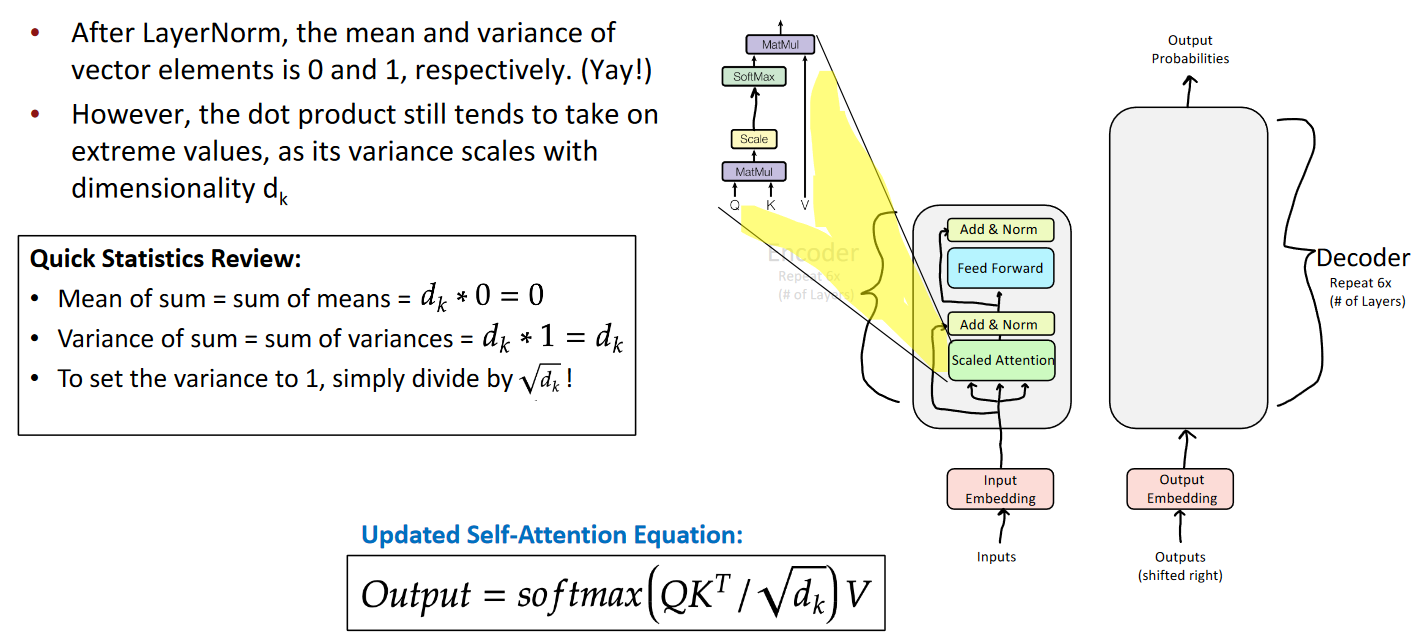 • After LayerNorm, the mean and variance of
vector elements is 0 and 1, respectively. (Yay!)
• However, the dot product still tends to take on
extreme values, as its variance scales with
dimensionality dₖ
Quick Statistics Review:
• Mean of sum = sum of means = dₖ * 0 = 0
• Variance of sum = sum of variances = dₖ * 1 = dₖ
• To set the variance to 1, simply divide by √dₖ !
Updated Self-Attention Equation:
Output = softmax(QKᵀ / √dₖ) V
MatMul
SoftMax
Scale
MatMul
Q K V
Encoder
Repeat 6x
(# of Layers)
Add & Norm
Feed Forward
Add & Norm
Scaled Attention
Input
Embedding
Inputs
Output
Probabilities
Decoder
Repeat 6x
(# of Layers)
Output
Embedding
Outputs
(shifted right)